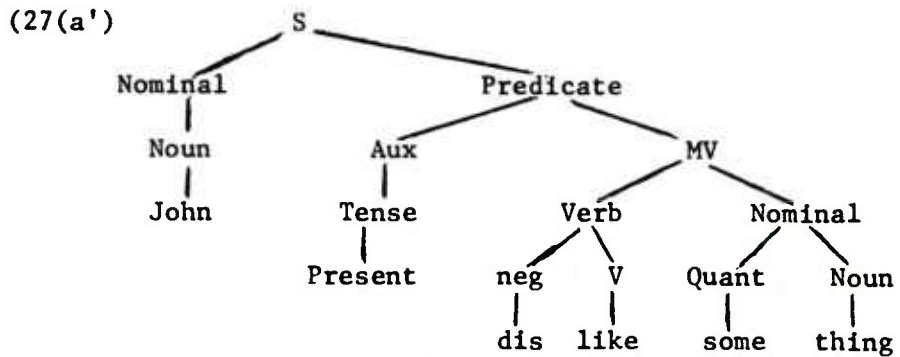 (27(a') S
Nominal Predicate
Noun Aux MV
John Tense Verb Nominal
Present neg V Quant Noun
dis like some thing